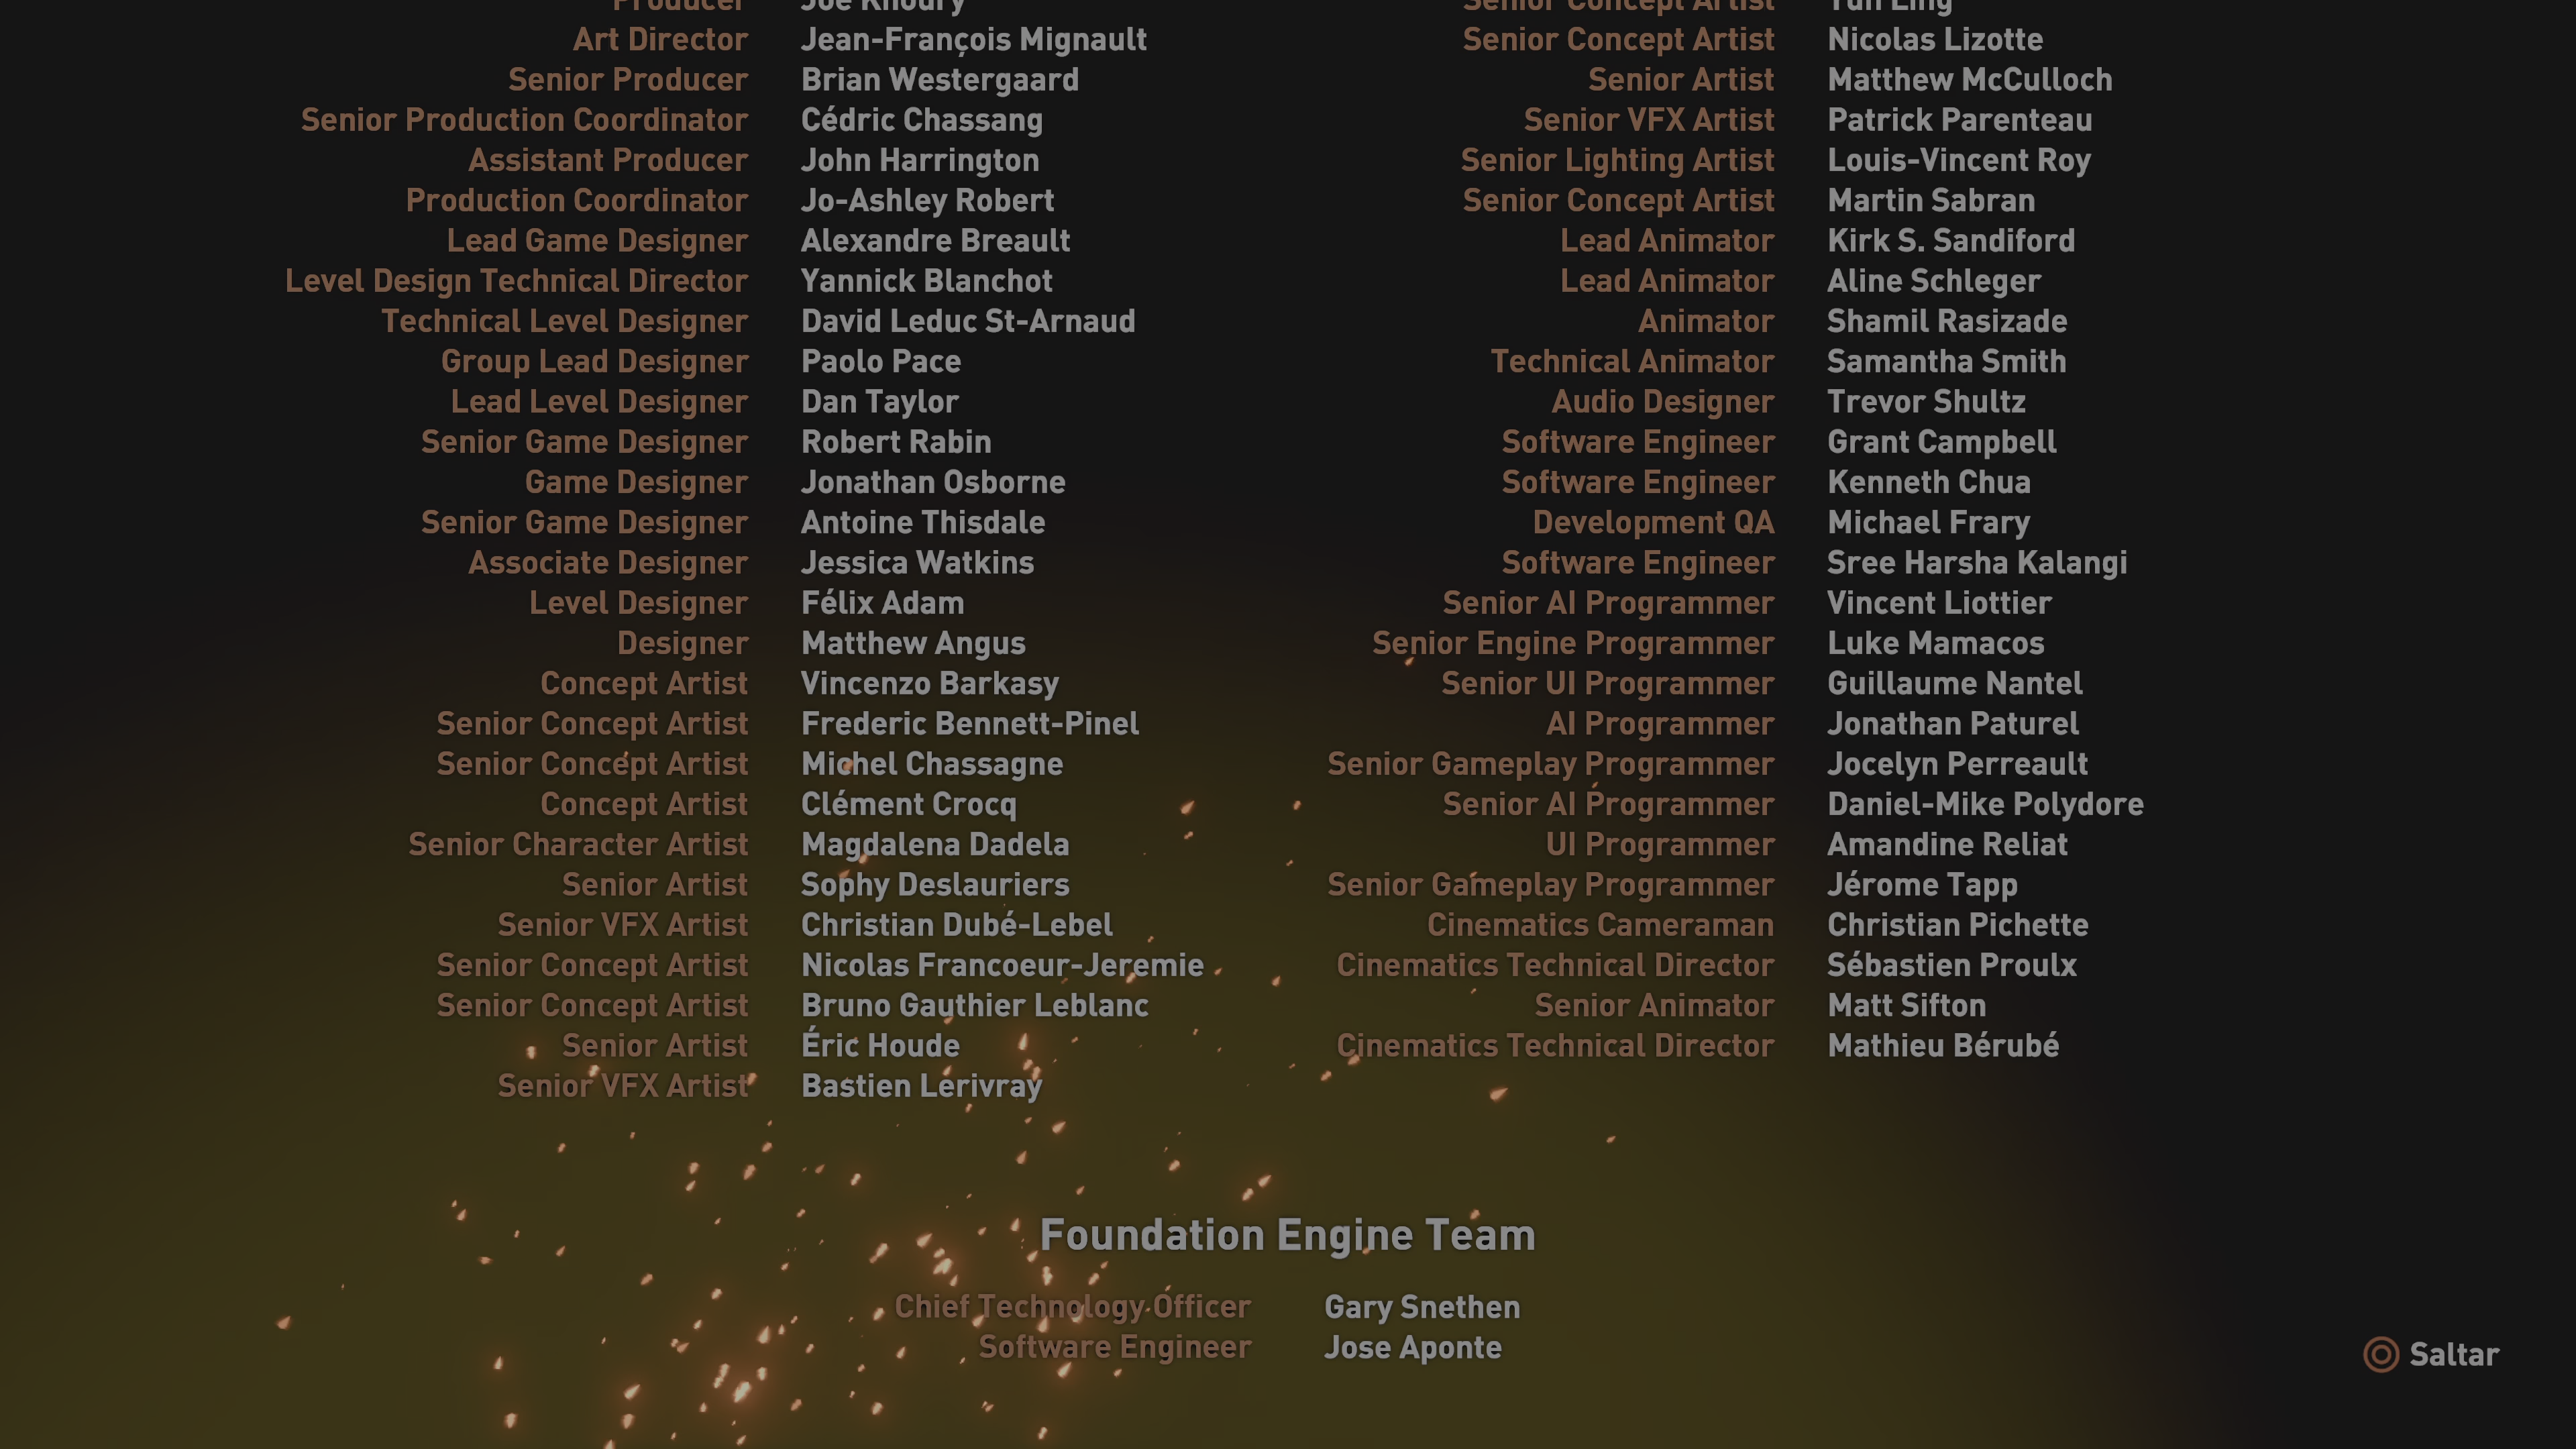 Producer Joe Khoury
Art Director Jean-François Mignault
Senior Producer Brian Westergaard
Senior Production Coordinator Cédric Chassang
Assistant Producer John Harrington
Production Coordinator Jo-Ashley Robert
Lead Game Designer Alexandre Breault
Level Design Technical Director Yannick Blanchot
Technical Level Designer David Leduc St-Arnaud
Group Lead Designer Paolo Pace
Lead Level Designer Dan Taylor
Senior Game Designer Robert Rabin
Game Designer Jonathan Osborne
Senior Game Designer Antoine Thisdale
Associate Designer Jessica Watkins
Level Designer Félix Adam
Designer Matthew Angus
Concept Artist Vincenzo Barkasy
Senior Concept Artist Frederic Bennett-Pinel
Senior Concept Artist Michel Chassagne
Concept Artist Clément Crocq
Senior Character Artist Magdalena Dadela
Senior Artist Sophy Deslauriers
Senior VFX Artist Christian Dubé-Lebel
Senior Concept Artist Nicolas Francoeur-Jeremie
Senior Concept Artist Bruno Gauthier Leblanc
Senior Artist Éric Houde
Senior VFX Artist Bastien Lerivray
Senior Concept Artist Yun Ling
Senior Concept Artist Nicolas Lizotte
Senior Artist Matthew McCulloch
Senior VFX Artist Patrick Parenteau
Senior Lighting Artist Louis-Vincent Roy
Senior Concept Artist Martin Sabran
Lead Animator Kirk S. Sandiford
Lead Animator Aline Schleger
Animator Shamil Rasizade
Technical Animator Samantha Smith
Audio Designer Trevor Shultz
Software Engineer Grant Campbell
Software Engineer Kenneth Chua
Development QA Michael Frary
Software Engineer Sree Harsha Kalangi
Senior AI Programmer Vincent Liottier
Senior Engine Programmer Luke Mamacos
Senior UI Programmer Guillaume Nantel
AI Programmer Jonathan Paturel
Senior Gameplay Programmer Jocelyn Perreault
Senior AI Programmer Daniel-Mike Polydore
UI Programmer Amandine Reliat
Senior Gameplay Programmer Jérome Tapp
Cinematics Cameraman Christian Pichette
Cinematics Technical Director Sébastien Proulx
Senior Animator Matt Sifton
Cinematics Technical Director Mathieu Bérubé
Foundation Engine Team
Chief Technology Officer Gary Snethen
Software Engineer Jose Aponte
Saltar